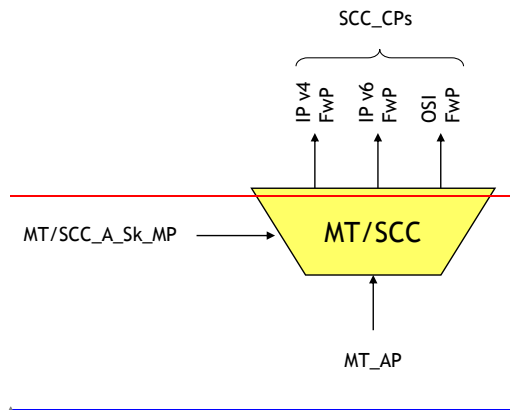 SCC_CPs
IP v4
FwP
IP v6
FwP
OSI
FwP
MT/SCC
MT/SCC_A_Sk_MP
MT_AP